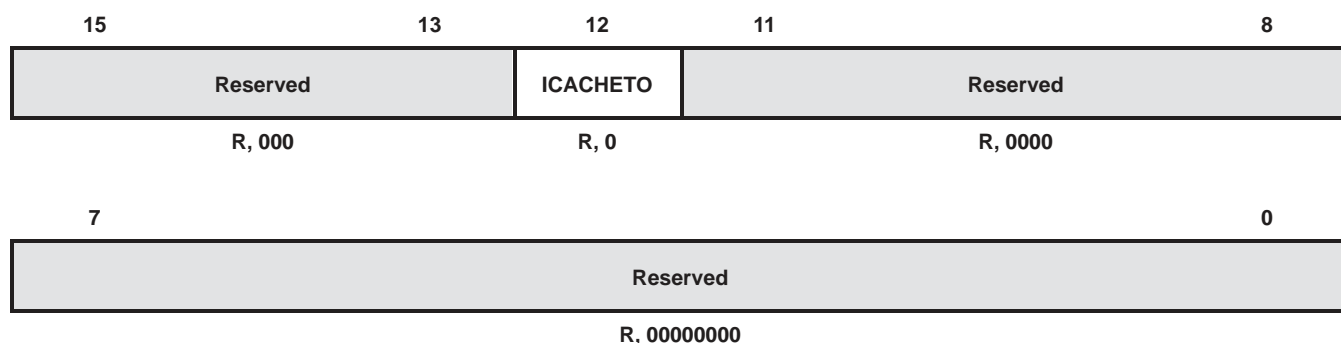 15 13 12 11 8
Reserved ICACHETO Reserved
R, 000 R, 0 R, 0000
7 0
Reserved
R, 00000000